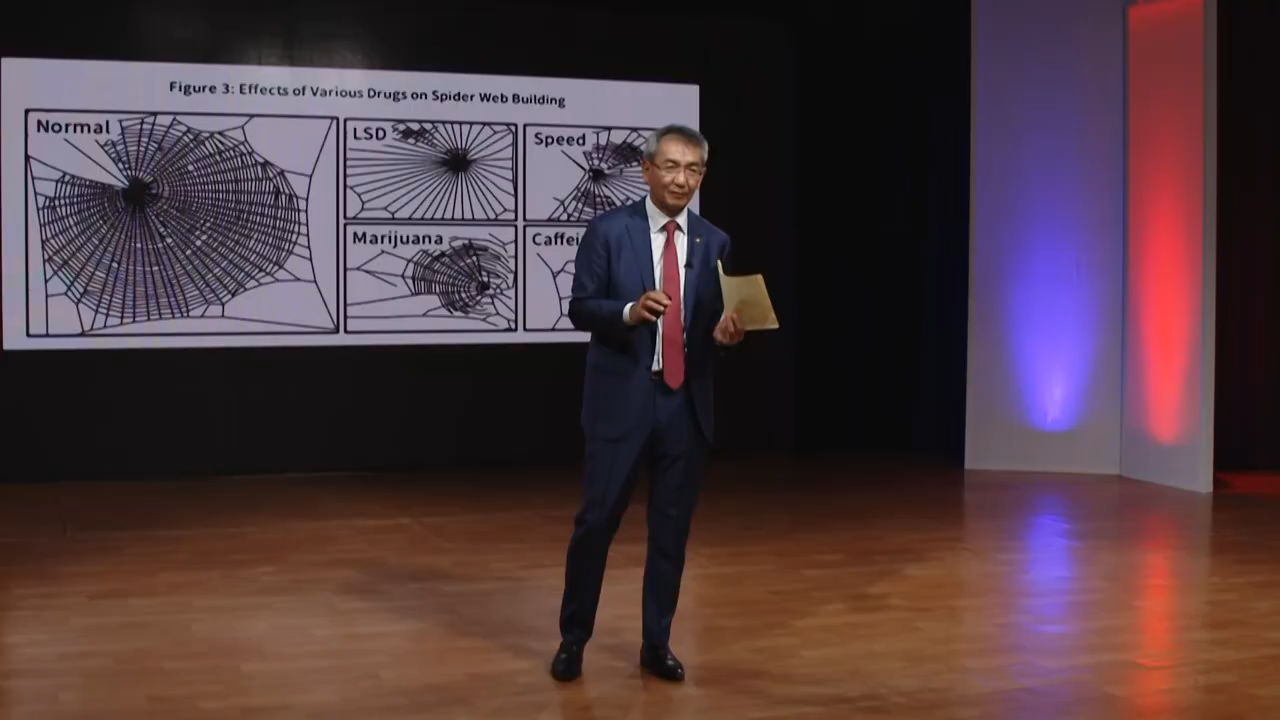 Figure 3: Effects of Various Drugs on Spider Web Building
Normal
LSD
Speed
Marijuana